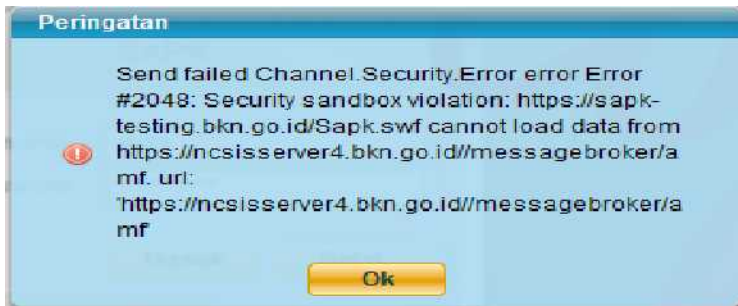 Peringatan
Send failed Channel.Security.Error error Error
#2048: Security sandbox violation: https://sapk-
testing.bkn.go.id/Sapk.swf cannot load data from
https://ncsisserver4.bkn.go.id//messagebroker/a
mf. url:
'https://ncsisserver4.bkn.go.id//messagebroker/a
mf'
Ok